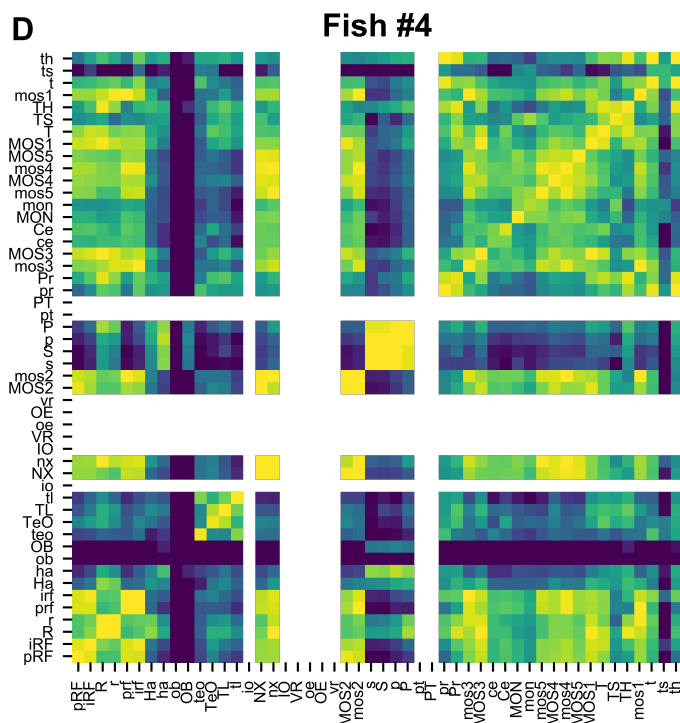 D
Fish #4
th
ts
t
mos1
TH
TS
T
MOS1
MOS5
mos4
MOS4
mos5
mon
MON
Ce
ce
MOS3
mos3
Pr
pr
PT
pt
P
p
S
s
mos2
MOS2
vr
OE
oe
VR
IO
nx
NX
io
tl
TL
TeO
teo
OB
ob
ha
Ha
irf
prf
r
R
iRF
pRF
pRF iRF R r prf irf Ha ha ob OB teo TeO TL tl io NX nx IO VR oe OE vr MOS2 mos2 s S p P pt PT pr Pr mos3 MOS3 ce Ce MON mon mos5 MOS4 mos4 MOS5 MOS1 T TS TH mos1 t ts th